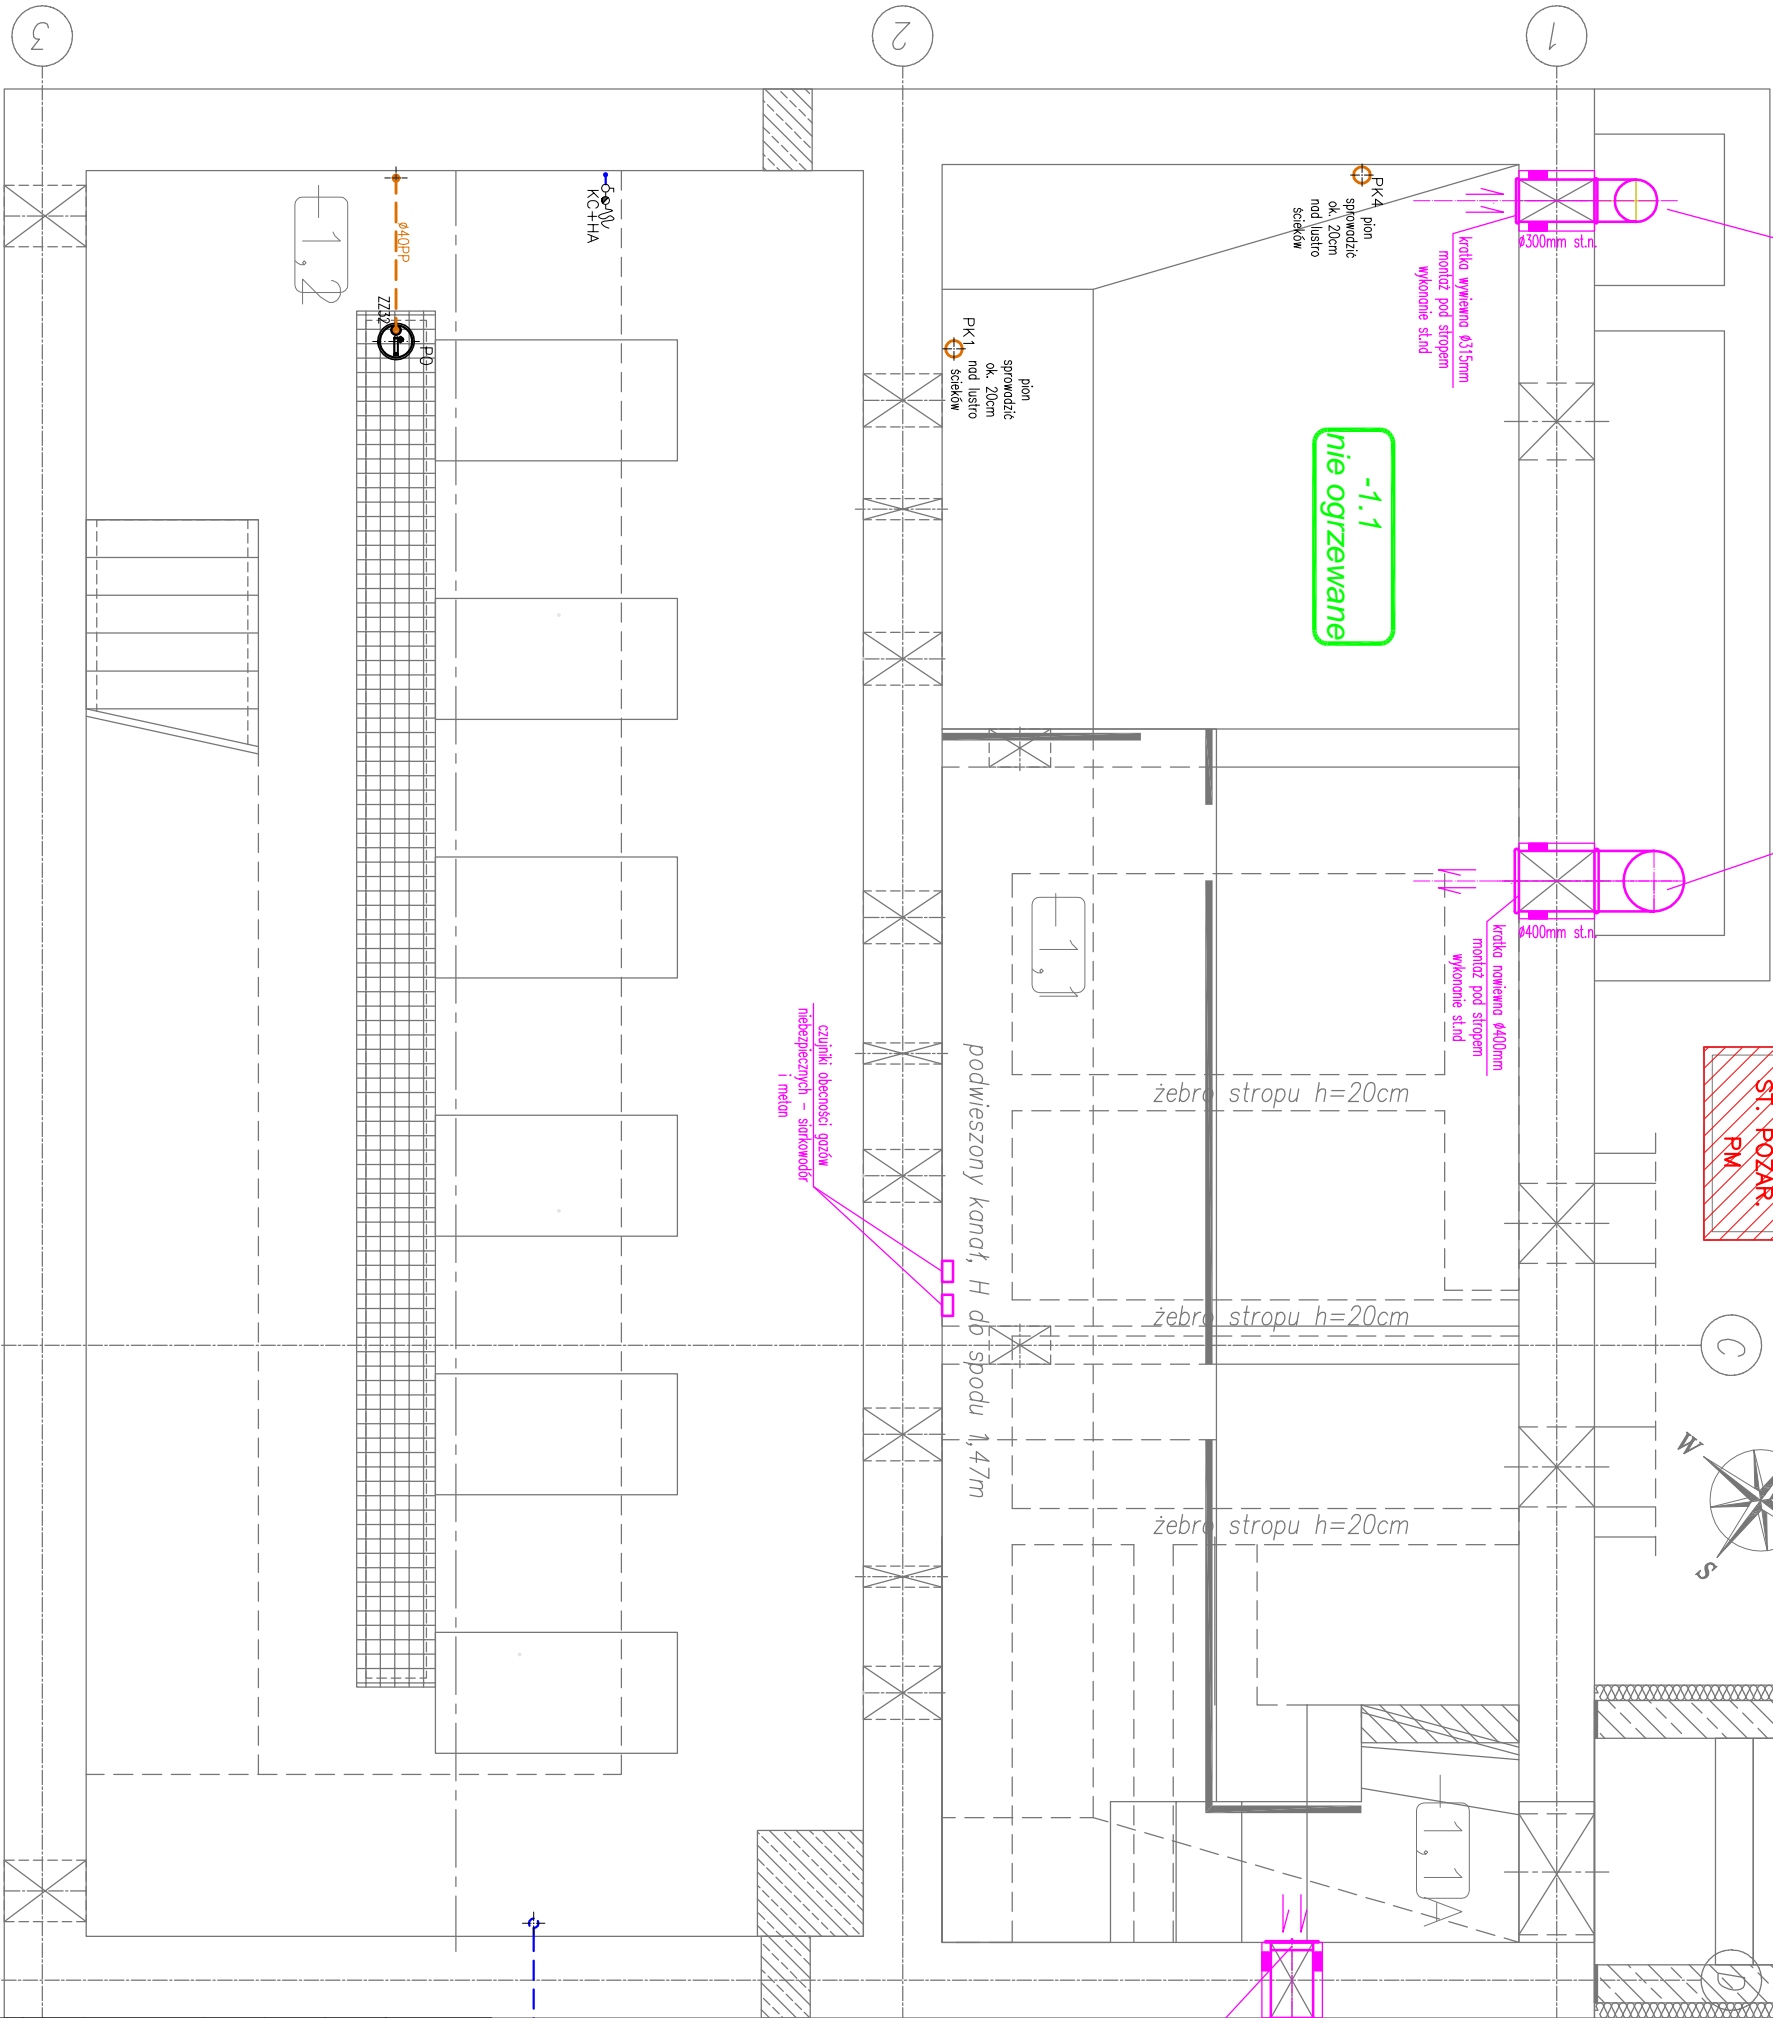 3
2
1
-1,2
ø40PP
ZZ32
PO
KC+HA
PK4
pion
sprowadzić
ok. 20cm
nad lustro
ścieków
PK1
pion
sprowadzić
ok. 20cm
nad lustro
ścieków
ø300mm st.n.
kratka wywiewna ø315mm
montaż pod stropem
wykonanie st.nd
-1.1
nie ogrzewane
-1,1
ø400mm st.n.
kratka nawiewna ø400mm
montaż pod stropem
wykonanie st.nd
czujniki obecności gazów
niebezpiecznych - siarkowodór
i metan
podwieszony kanał, H do spodu 1,47m
żebro stropu h=20cm
żebro stropu h=20cm
żebro stropu h=20cm
ST. POZAR.
PM
C
W
S
-1,1A
D